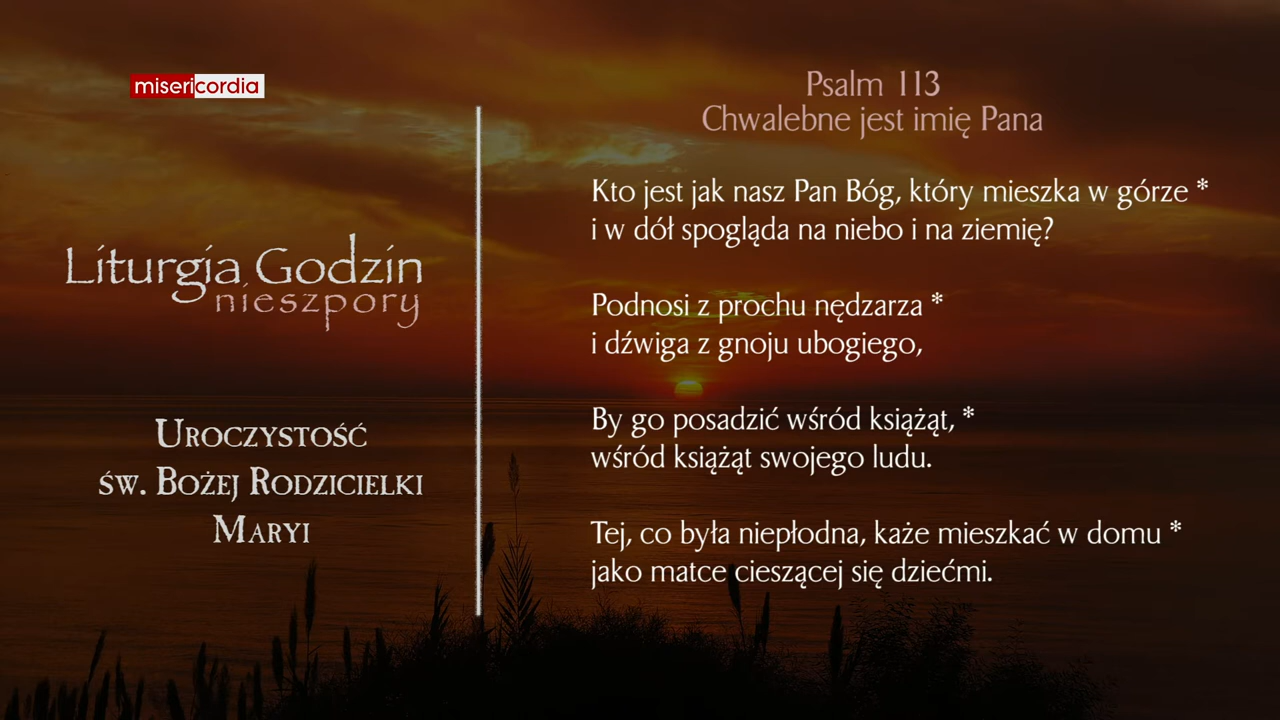 misericordia
Liturgia Godzin
nieszpory
Uroczystość
św. Bożej Rodzicielki
Maryi
Psalm 113
Chwalebne jest imię Pana
Kto jest jak nasz Pan Bóg, który mieszka w górze *
i w dół spogląda na niebo i na ziemię?
Podnosi z prochu nędzarza *
i dźwiga z gnoju ubogiego,
By go posadzić wśród książąt, *
wśród książąt swojego ludu.
Tej, co była niepłodna, każe mieszkać w domu *
jako matce cieszącej się dziećmi.